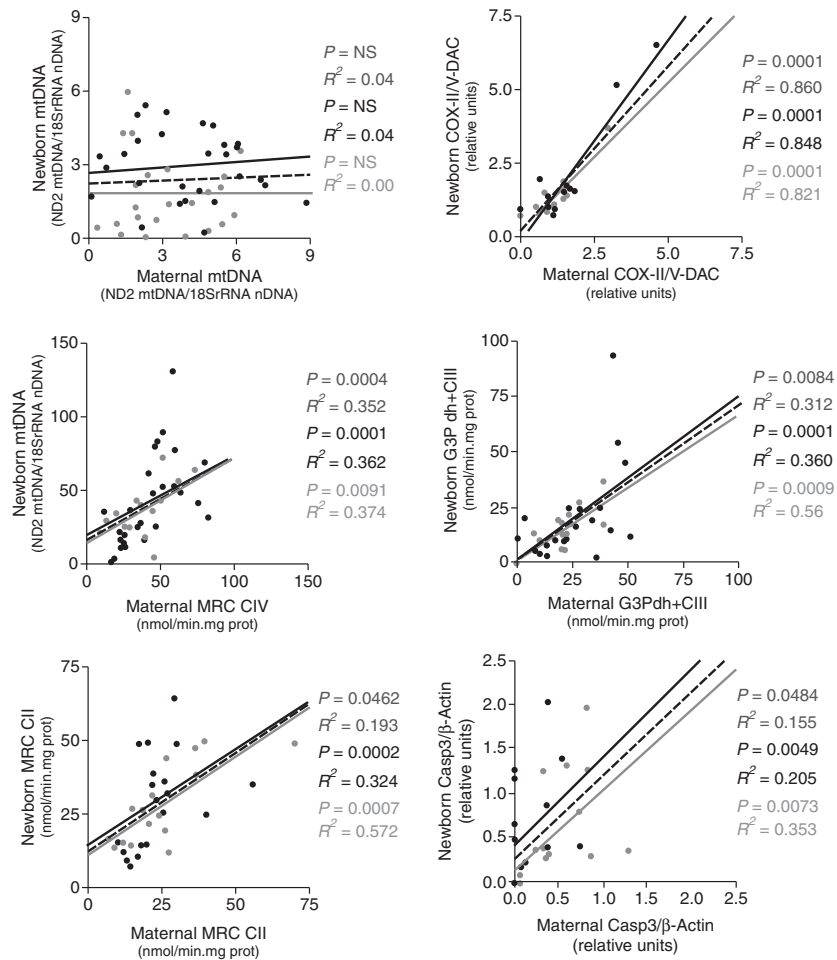 9
6
3
0
0
3
6
9
Newborn mtDNA
(ND2 mtDNA/18SrRNA nDNA)
Maternal mtDNA
(ND2 mtDNA/18SrRNA nDNA)
P = NS
R² = 0.04
P = NS
R² = 0.04
P = NS
R² = 0.00
7.5
5.0
2.5
0.0
0.0
2.5
5.0
7.5
Newborn COX-II/V-DAC
(relative units)
Maternal COX-II/V-DAC
(relative units)
P = 0.0001
R² = 0.860
P = 0.0001
R² = 0.848
P = 0.0001
R² = 0.821
150
100
50
0
0
50
100
150
Newborn mtDNA
(ND2 mtDNA/18SrRNA nDNA)
Maternal MRC CIV
(nmol/min.mg prot)
P = 0.0004
R² = 0.352
P = 0.0001
R² = 0.362
P = 0.0091
R² = 0.374
100
75
50
25
0
0
25
50
75
100
Newborn G3P dh+CIII
(nmol/min.mg prot)
Maternal G3Pdh+CIII
(nmol/min.mg prot)
P = 0.0084
R² = 0.312
P = 0.0001
R² = 0.360
P = 0.0009
R² = 0.56
75
50
25
0
0
25
50
75
Newborn MRC CII
(nmol/min.mg prot)
Maternal MRC CII
(nmol/min.mg prot)
P = 0.0462
R² = 0.193
P = 0.0002
R² = 0.324
P = 0.0007
R² = 0.572
2.5
2.0
1.5
1.0
0.5
0.0
0.0
0.5
1.0
1.5
2.0
2.5
Newborn Casp3/β-Actin
(relative units)
Maternal Casp3/β-Actin
(relative units)
P = 0.0484
R² = 0.155
P = 0.0049
R² = 0.205
P = 0.0073
R² = 0.353